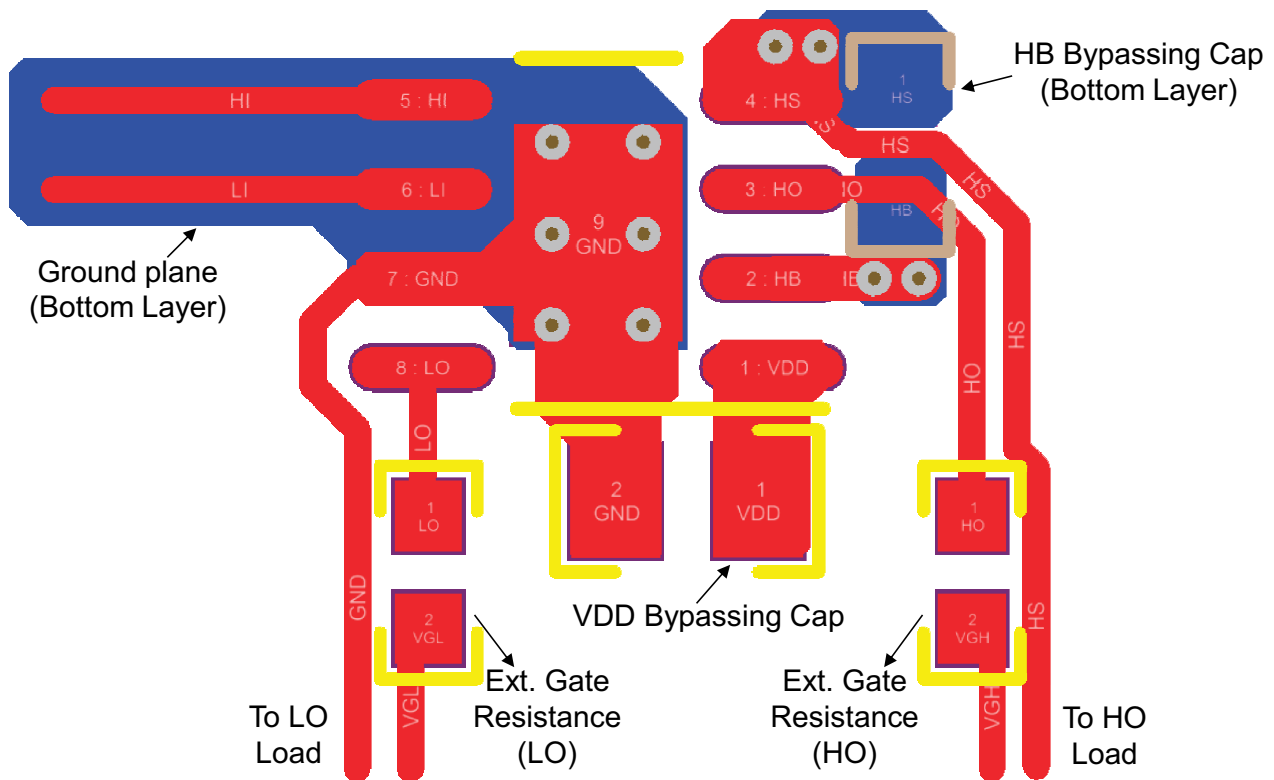 HB Bypassing Cap
(Bottom Layer)
1
HS
HI
5 : HI
4 : HS
HS
HS
HS
LI
6 : LI
3 : HO
HO
HO
HB
9
GND
Ground plane
(Bottom Layer)
7 : GND
2 : HB
HS
8 : LO
1 : VDD
HO
LO
1
LO
2
GND
1
VDD
1
HO
GND
VDD Bypassing Cap
2
VGL
2
VGH
HS
Ext. Gate
Resistance
(LO)
Ext. Gate
Resistance
(HO)
VGL
VGH
To LO
Load
To HO
Load